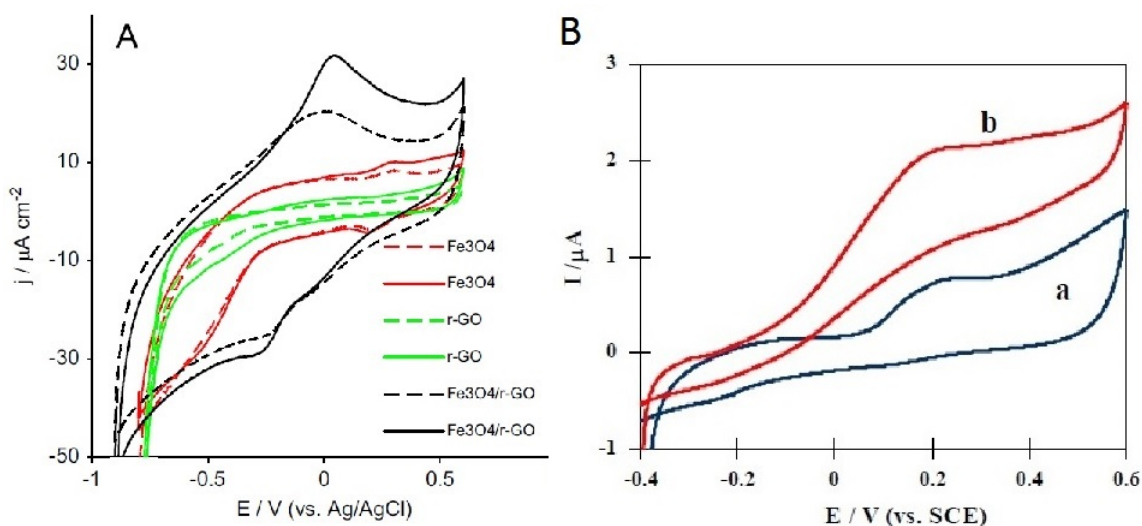 A
30
10
-10
-30
-50
j / μA cm-2
-1
-0.5
0
0.5
E / V (vs. Ag/AgCl)
Fe3O4
Fe3O4
r-GO
r-GO
Fe3O4/r-GO
Fe3O4/r-GO
B
3
2
1
0
-1
I /μA
b
a
-0.4
-0.2
0
0.2
0.4
0.6
E / V (vs. SCE)